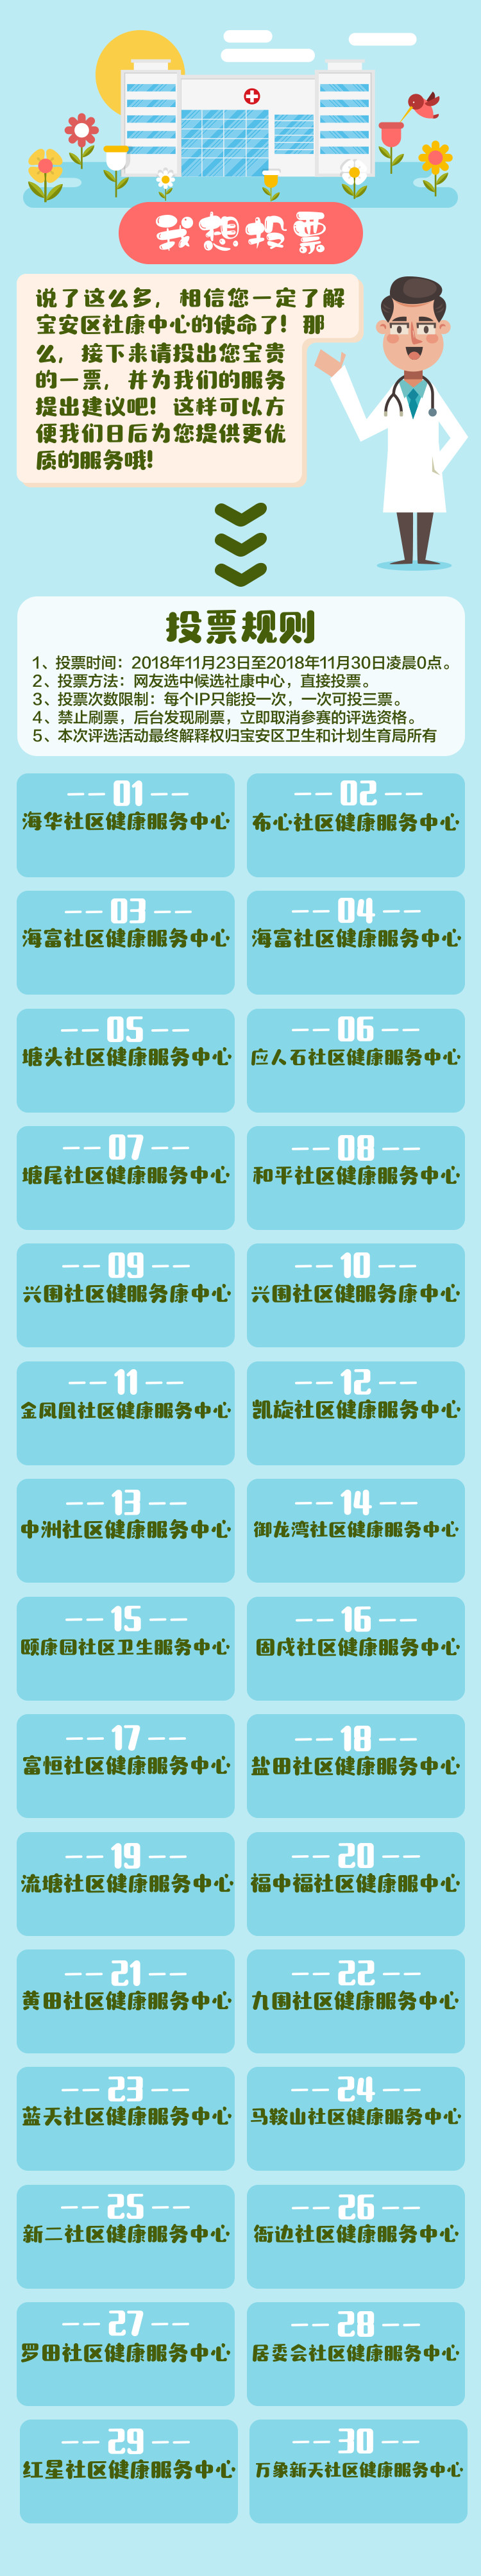 我想投票
说了这么多，相信您一定了解
宝安区社康中心的使命了！那
么，接下来请投出您宝贵
的一票，并为我们的服务
提出建议吧！这样可以方
便我们日后为您提供更优
质的服务哦！
投票规则
1、投票时间：2018年11月23日至2018年11月30日凌晨0点。
2、投票方法：网友选中候选社康中心，直接投票。
3、投票次数限制：每个IP只能投一次，一次可投三票。
4、禁止刷票，后台发现刷票，立即取消参赛的评选资格。
5、本次评选活动最终解释权归宝安区卫生和计划生育局所有
01
海华社区健康服务中心
02
布心社区健康服务中心
03
海富社区健康服务中心
04
海富社区健康服务中心
05
塘头社区健康服务中心
06
应人石社区健康服务中心
07
塘尾社区健康服务中心
08
和平社区健康服务中心
09
兴围社区健服务康中心
10
兴围社区健服务康中心
11
金凤凰社区健康服务中心
12
凯旋社区健康服务中心
13
中洲社区健康服务中心
14
御龙湾社区健康服务中心
15
颐康园社区卫生服务中心
16
固戍社区健康服务中心
17
富恒社区健康服务中心
18
盐田社区健康服务中心
19
流塘社区健康服务中心
20
福中福社区健康服中心
21
黄田社区健康服务中心
22
九围社区健康服务中心
23
蓝天社区健康服务中心
24
马鞍山社区健康服务中心
25
新二社区健康服务中心
26
衙边社区健康服务中心
27
罗田社区健康服务中心
28
居委会社区健康服务中心
29
红星社区健康服务中心
30
万象新天社区健康服务中心